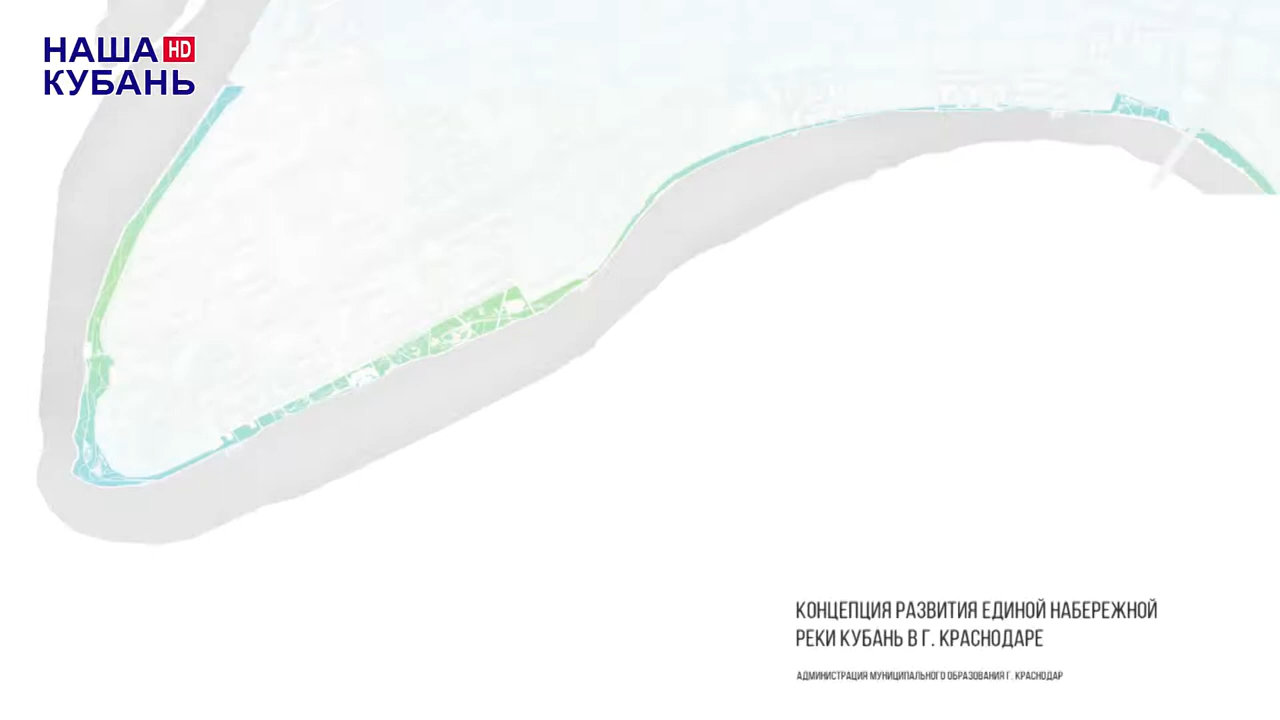 НАША HD
КУБАНЬ
КОНЦЕПЦИЯ РАЗВИТИЯ ЕДИНОЙ НАБЕРЕЖНОЙ
РЕКИ КУБАНЬ В Г. КРАСНОДАРЕ
АДМИНИСТРАЦИЯ МУНИЦИПАЛЬНОГО ОБРАЗОВАНИЯ Г. КРАСНОДАР